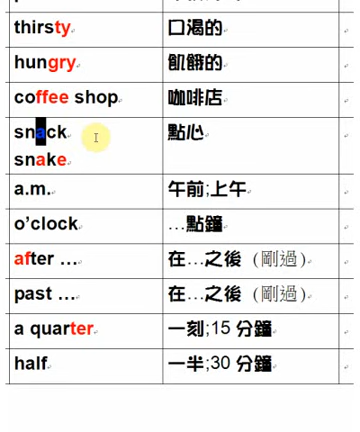 thirsty 口渴的
hungry 飢餓的
coffee shop 咖啡店
snack 點心
snake
a.m. 午前;上午
o’clock …點鐘
after … 在…之後 (剛過)
past … 在…之後 (剛過)
a quarter 一刻;15 分鐘
half 一半;30 分鐘